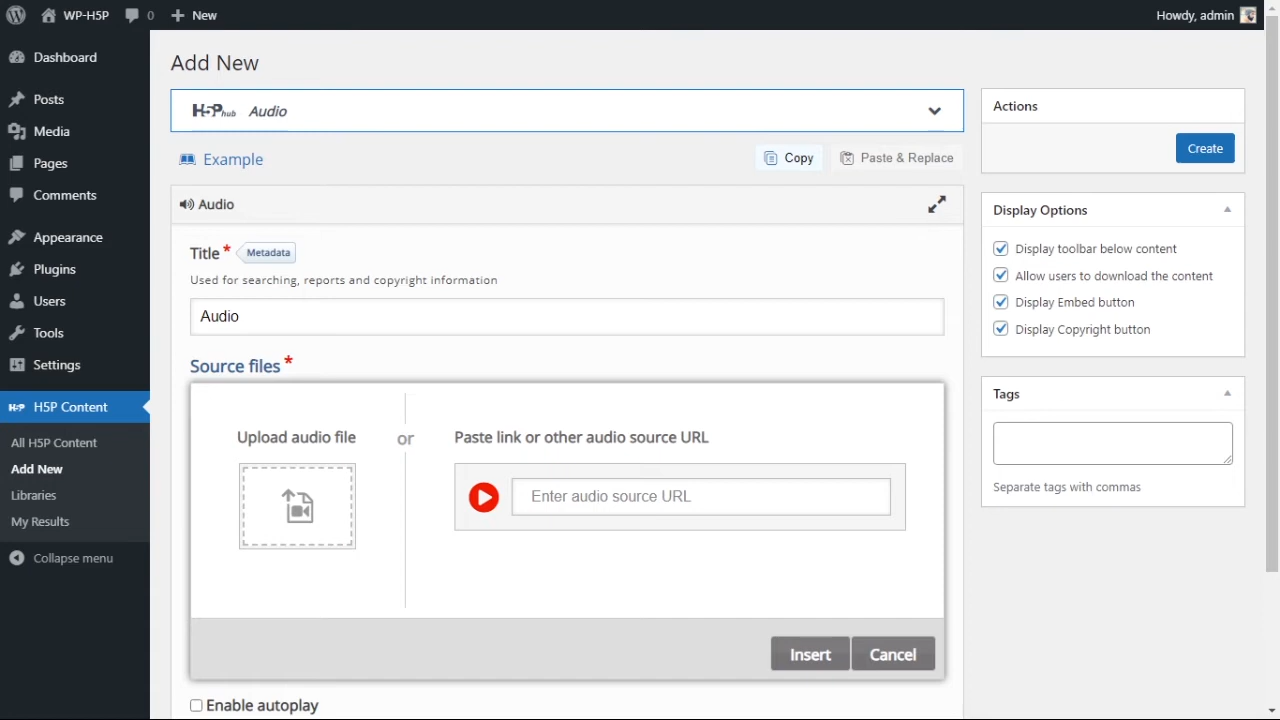 WP-H5P
0
New
Howdy, admin
Dashboard
Posts
Media
Pages
Comments
Appearance
Plugins
Users
Tools
Settings
H5P Content
All H5P Content
Add New
Libraries
My Results
Collapse menu
Add New
H5P hub Audio
Example
Copy
Paste & Replace
Audio
Title *
Metadata
Used for searching, reports and copyright information
Audio
Source files *
Upload audio file
or
Paste link or other audio source URL
Enter audio source URL
Insert
Cancel
Enable autoplay
Actions
Create
Display Options
Display toolbar below content
Allow users to download the content
Display Embed button
Display Copyright button
Tags
Separate tags with commas